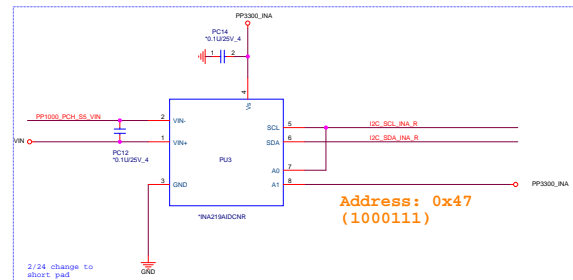 PP3300_INA
PC14
*0.1U/25V_4
1 2
4
Vs
PP1000_PCH_S5_VIN
2
VIN-
SCL
5
I2C_SCL_INA_R
VIN
1
VIN+
SDA
6
I2C_SDA_INA_R
PC12
*0.1U/25V_4
PU3
A0
7
3
GND
A1
8
PP3300_INA
*INA219AIDCNR
Address: 0x47
(1000111)
GND
2/24 change to
short pad